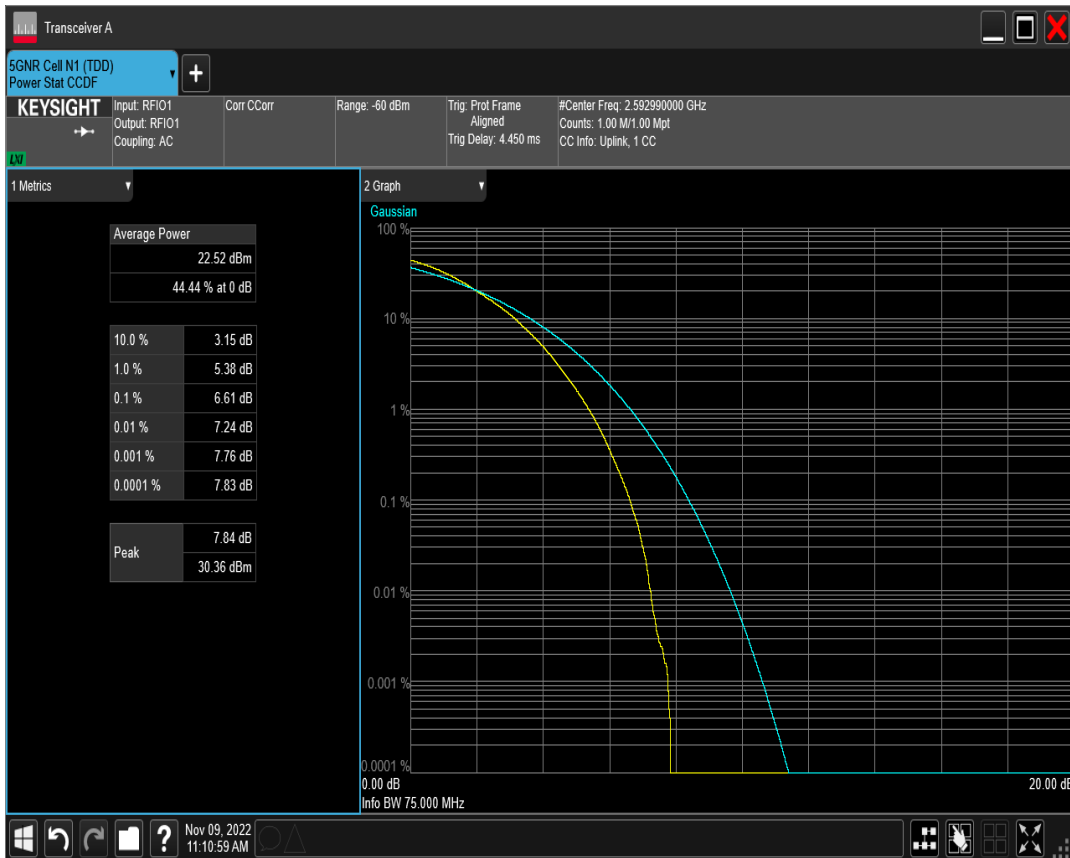 Transceiver A
5GNR Cell N1 (TDD)
Power Stat CCDF
+
KEYSIGHT
LXI
Input: RFIO1
Output: RFIO1
Coupling: AC
Corr CCorr
Range: -60 dBm
Trig: Prot Frame
Aligned
Trig Delay: 4.450 ms
#Center Freq: 2.592990000 GHz
Counts: 1.00 M/1.00 Mpt
CC Info: Uplink, 1 CC
1 Metrics
Average Power
22.52 dBm
44.44 % at 0 dB
10.0 % 3.15 dB
1.0 % 5.38 dB
0.1 % 6.61 dB
0.01 % 7.24 dB
0.001 % 7.76 dB
0.0001 % 7.83 dB
Peak
7.84 dB
30.36 dBm
2 Graph
Gaussian
100 %
10 %
1 %
0.1 %
0.01 %
0.001 %
0.0001 %
0.00 dB 20.00 dB
Info BW 75.000 MHz
?
Nov 09, 2022
11:10:59 AM